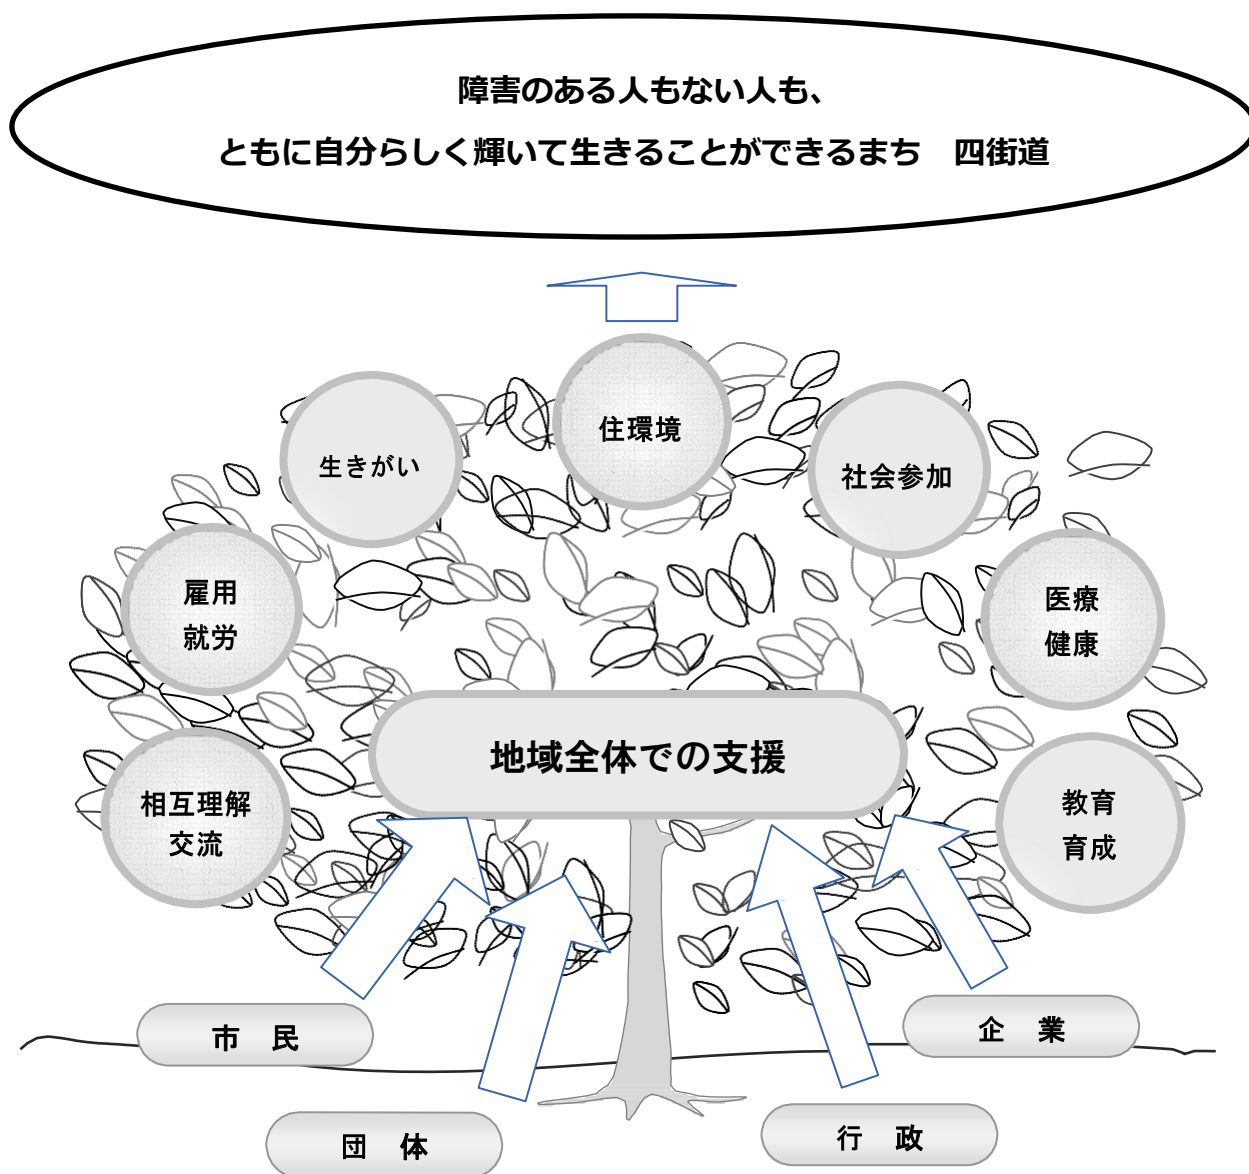 障害のある人もない人も、
ともに自分らしく輝いて生きることができるまち　四街道
住環境
生きがい
社会参加
雇用
就労
医療
健康
地域全体での支援
相互理解
交流
教育
育成
市　民
企　業
団　体
行　政